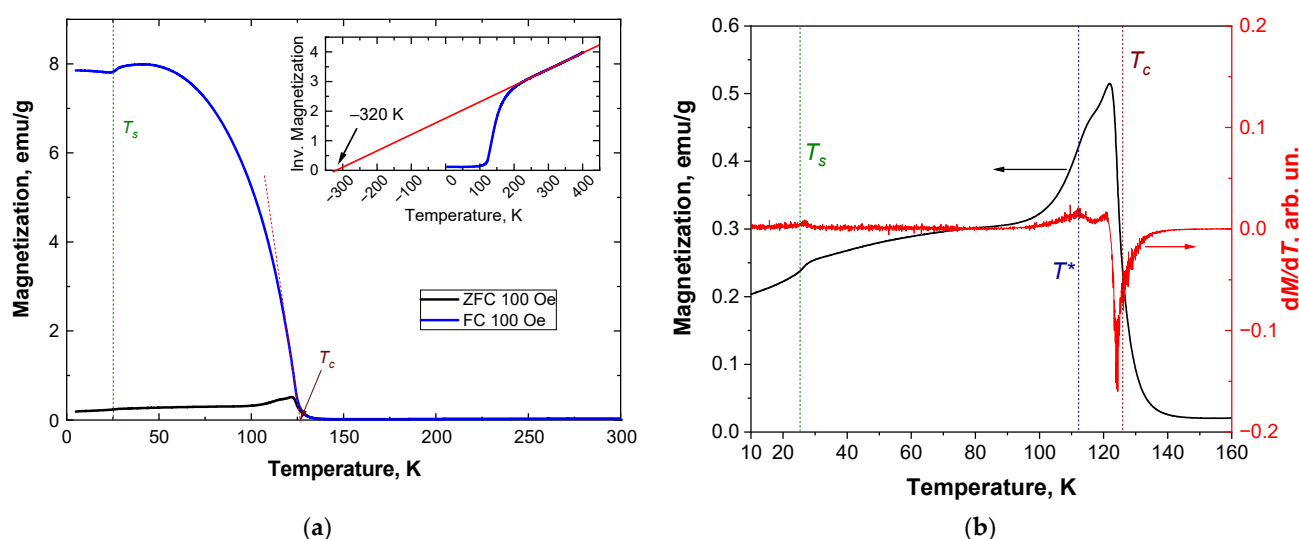 Magnetization, emu/g
8
6
4
2
0
0
50
100
150
200
250
300
Temperature, K
T_s
T_c
ZFC 100 Oe
FC 100 Oe
Inv. Magnetization
4
3
2
1
0
−300
−200
−100
0
100
200
300
400
Temperature, K
−320 K
(a)
Magnetization, emu/g
0.6
0.5
0.4
0.3
0.2
0.1
0.0
10 20
40
60
80
100
120
140
160
Temperature, K
T_s
T*
T_c
0.2
0.1
0.0
−0.1
−0.2
dM/dT, arb. un.
(b)